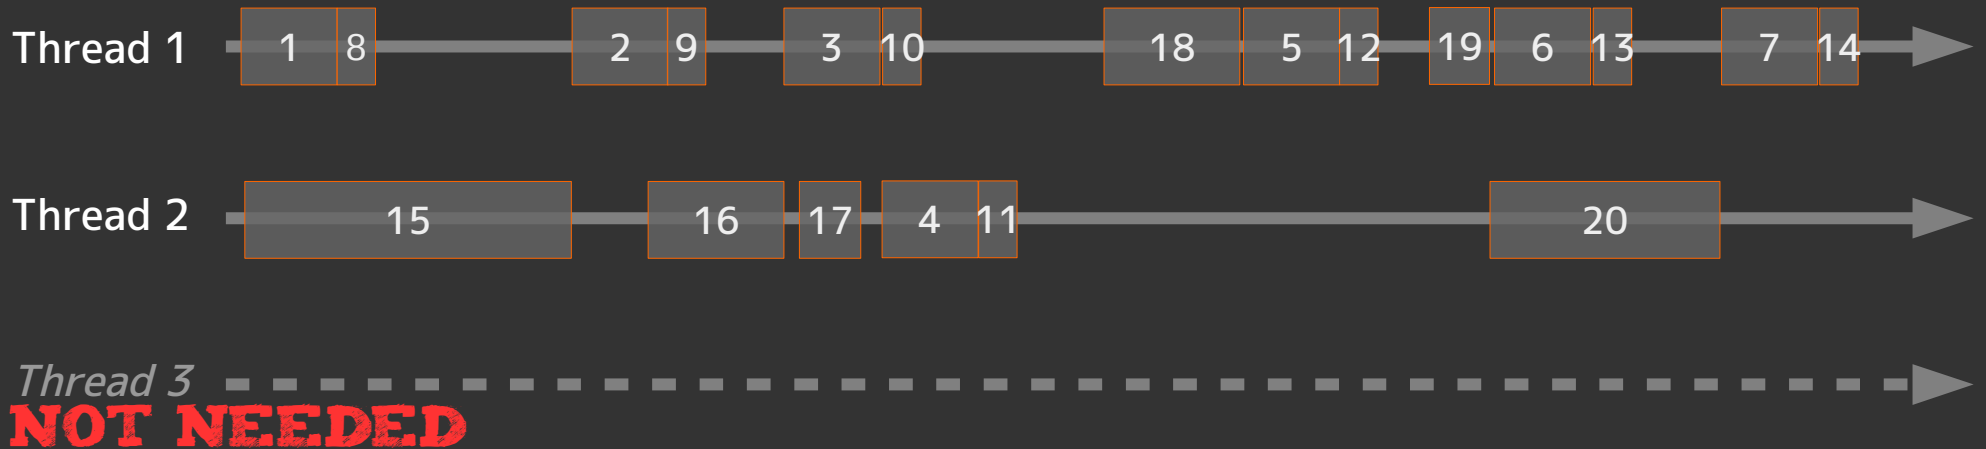 Thread 1 1 8 2 9 3 10 18 5 12 19 6 13 7 14
Thread 2 15 16 17 4 11 20
Thread 3
NOT NEEDED